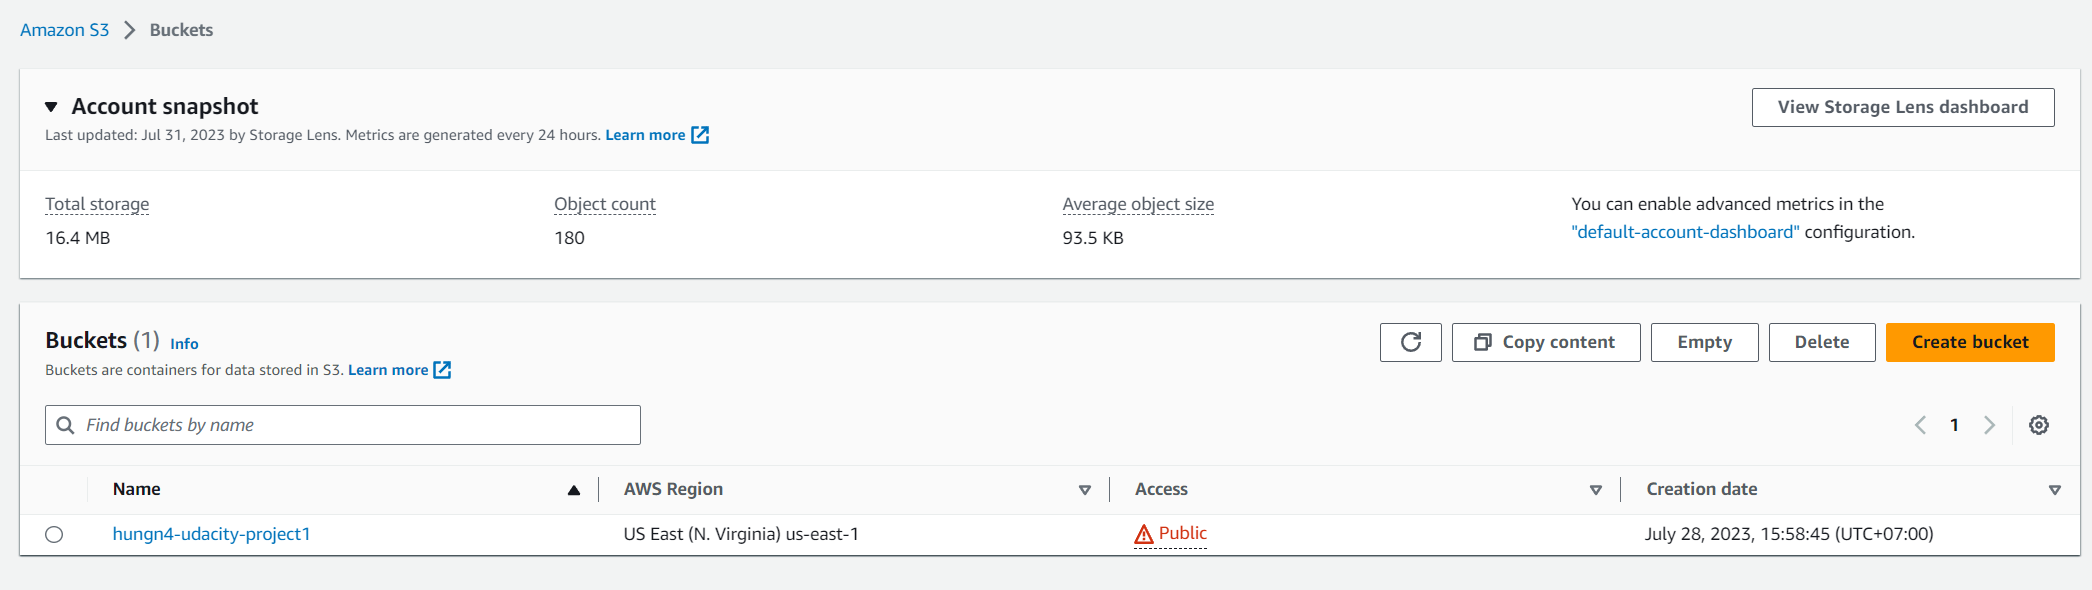 Amazon S3 > Buckets
Account snapshot
View Storage Lens dashboard
Last updated: Jul 31, 2023 by Storage Lens. Metrics are generated every 24 hours. Learn more
Total storage Object count Average object size You can enable advanced metrics in the
16.4 MB 180 93.5 KB "default-account-dashboard" configuration.
Buckets (1) Info
Copy content Empty Delete Create bucket
Buckets are containers for data stored in S3. Learn more
Find buckets by name
1
Name AWS Region Access Creation date
hungn4-udacity-project1 US East (N. Virginia) us-east-1 Public July 28, 2023, 15:58:45 (UTC+07:00)